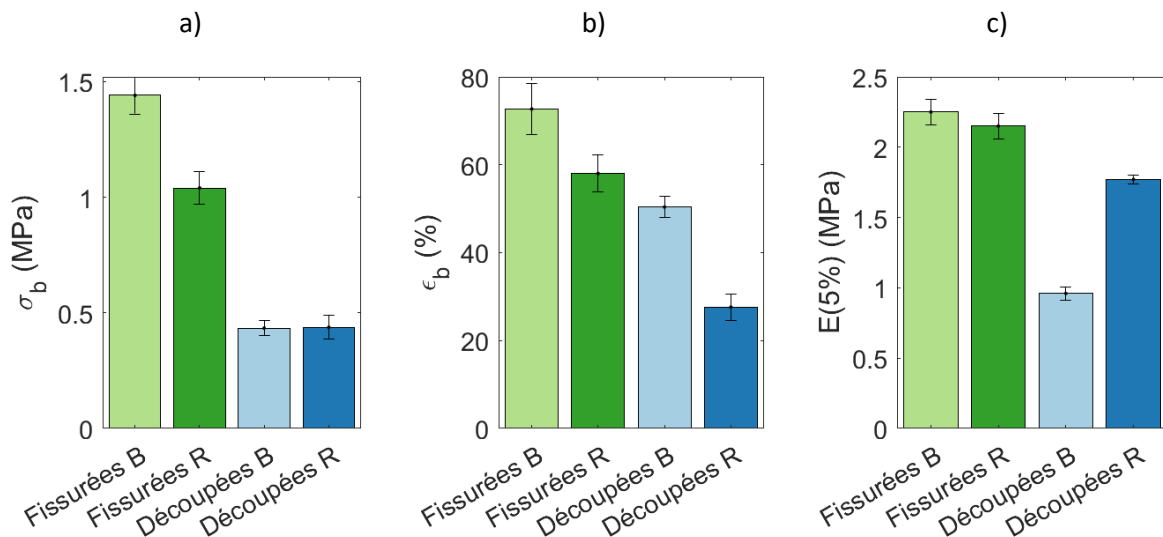 a)
b)
c)
σb (MPa)
1.5
1
0.5
0
Fissurées B
Fissurées R
Découpées B
Découpées R
ϵb (%)
80
60
40
20
0
Fissurées B
Fissurées R
Découpées B
Découpées R
E(5%) (MPa)
2.5
2
1.5
1
0.5
0
Fissurées B
Fissurées R
Découpées B
Découpées R